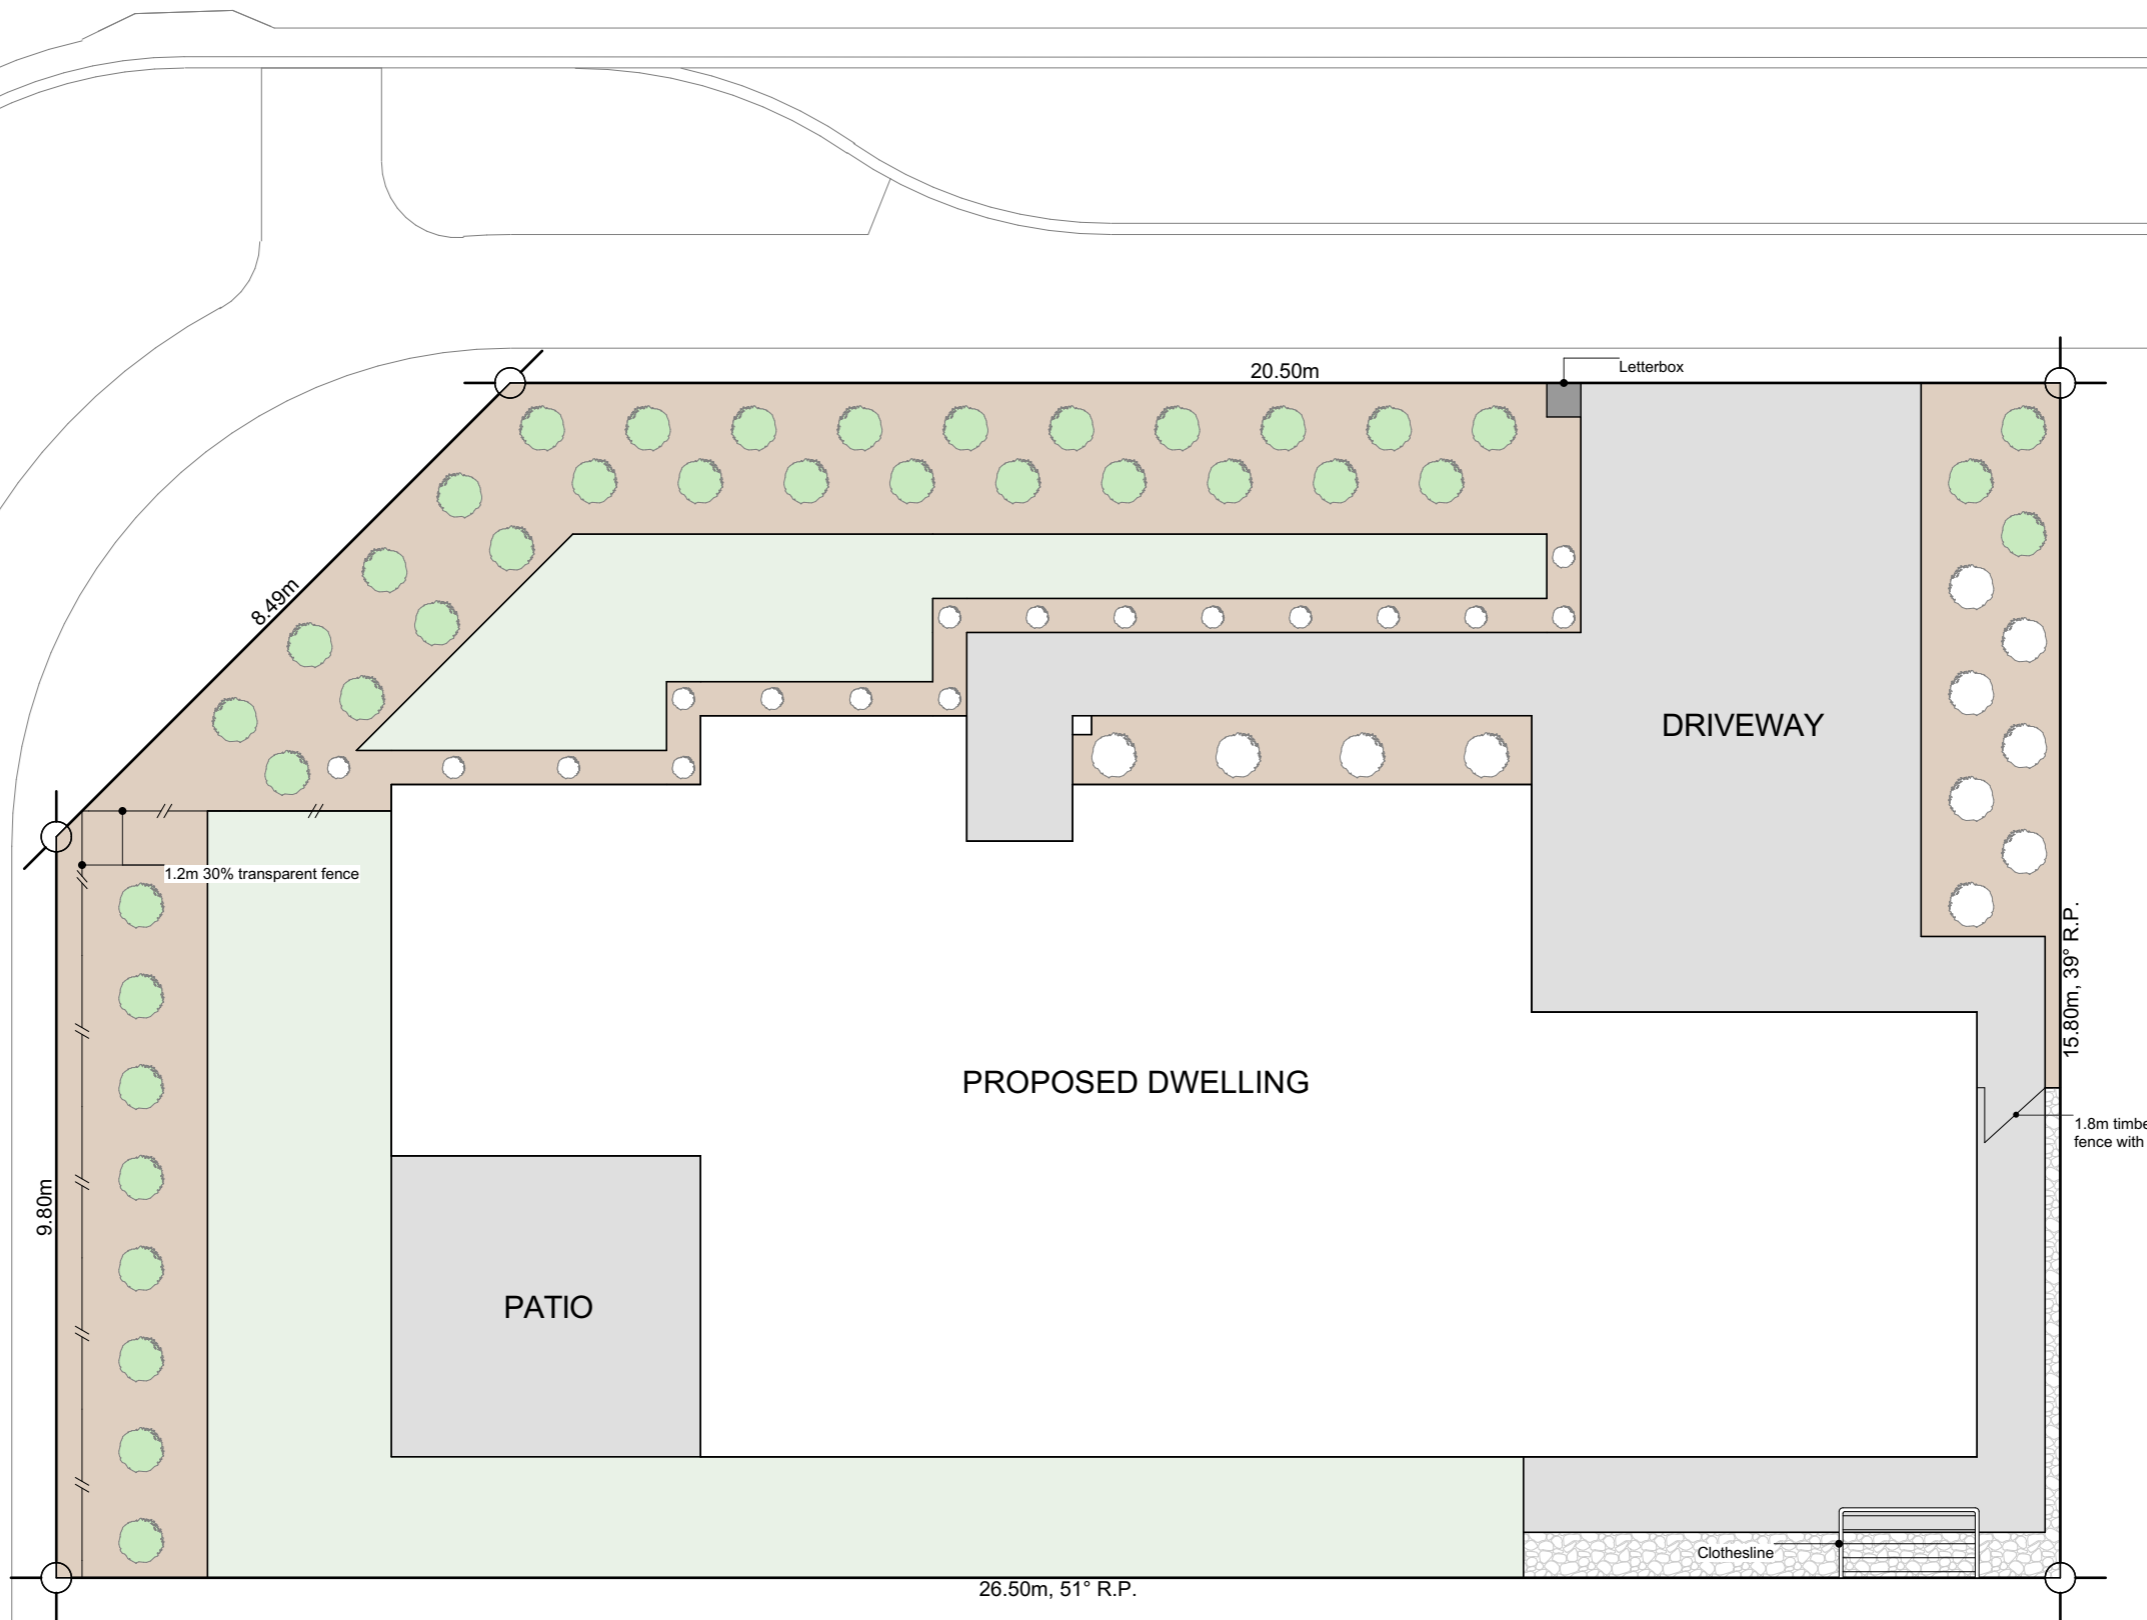 20.50m
Letterbox
8.49m
DRIVEWAY
1.2m 30% transparent fence
15.80m, 39° R.P.
PROPOSED DWELLING
1.8m timbe
fence with
9.80m
PATIO
Clothesline
26.50m, 51° R.P.